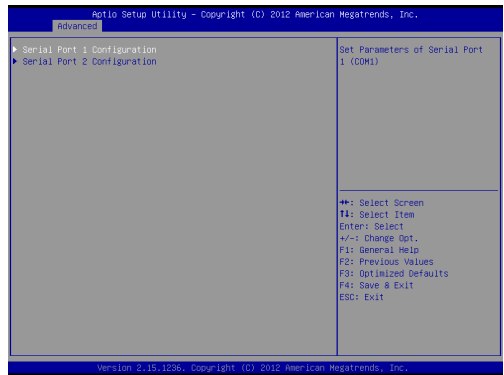 Aptio Setup Utility - Copyright (C) 2012 American Megatrends, Inc.
Advanced
Serial Port 1 Configuration
Serial Port 2 Configuration
Set Parameters of Serial Port
1 (COM1)
→←: Select Screen
↑↓: Select Item
Enter: Select
+/-: Change Opt.
F1: General Help
F2: Previous Values
F3: Optimized Defaults
F4: Save & Exit
ESC: Exit
Version 2.15.1236. Copyright (C) 2012 American Megatrends, Inc.